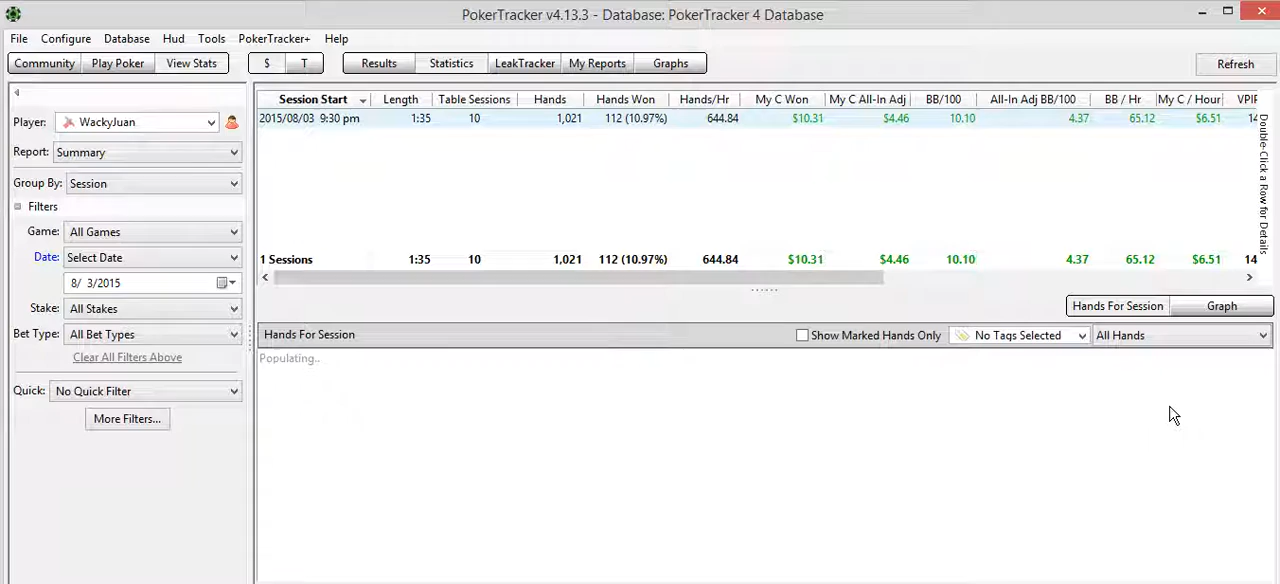 PokerTracker v4.13.3 - Database: PokerTracker 4 Database
File Configure Database Hud Tools PokerTracker+ Help
Community Play Poker View Stats $ T Results Statistics LeakTracker My Reports Graphs Refresh
Player: WackyJuan
Report: Summary
Group By: Session
Filters
Game: All Games
Date: Select Date
8/ 3/2015
Stake: All Stakes
Bet Type: All Bet Types
Clear All Filters Above
Quick: No Quick Filter
More Filters...
Session Start Length Table Sessions Hands Hands Won Hands/Hr My C Won My C All-In Adj BB/100 All-In Adj BB/100 BB / Hr My C / Hour VPIP
2015/08/03 9:30 pm 1:35 10 1,021 112 (10.97%) 644.84 $10.31 $4.46 10.10 4.37 65.12 $6.51 14
1 Sessions 1:35 10 1,021 112 (10.97%) 644.84 $10.31 $4.46 10.10 4.37 65.12 $6.51 14
Double-Click a Row for Details
Hands For Session Graph
Hands For Session Show Marked Hands Only No Tags Selected All Hands
Populating..